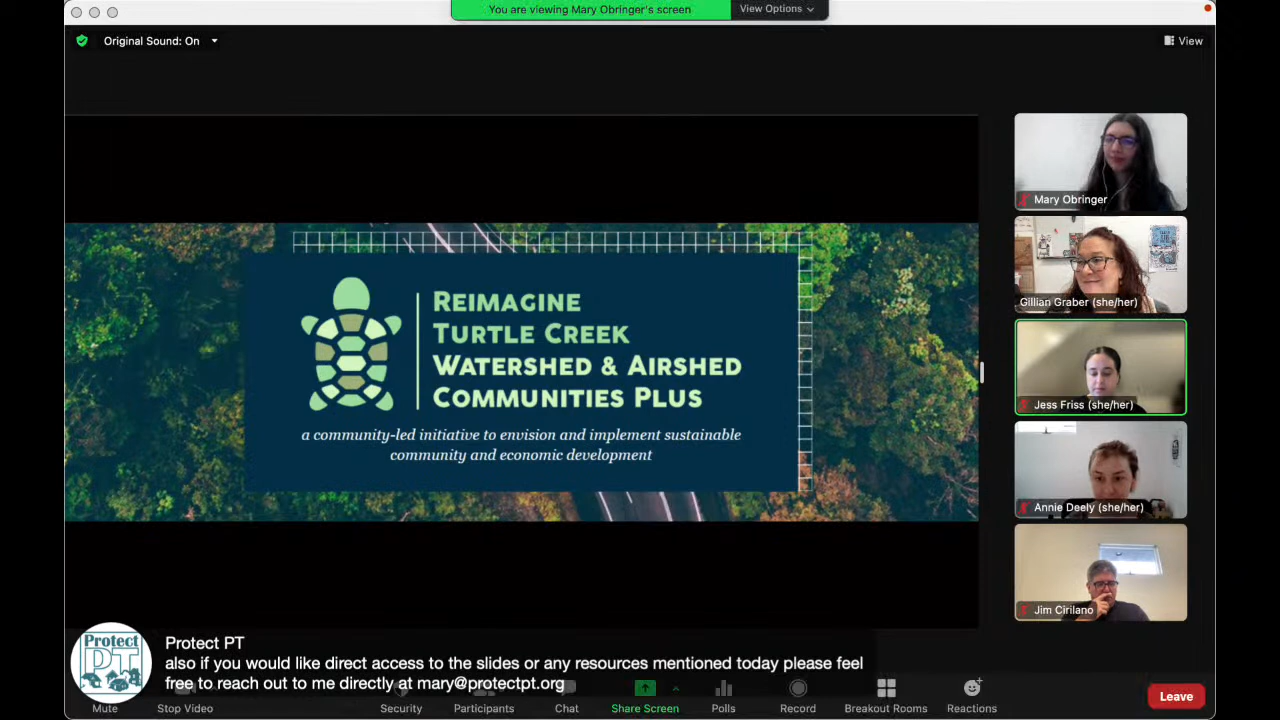 You are viewing Mary Obringer's screen
View Options
Original Sound: On
View
REIMAGINE
TURTLE CREEK
WATERSHED & AIRSHED
COMMUNITIES PLUS
a community-led initiative to envision and implement sustainable
community and economic development
Mary Obringer
Gillian Graber (she/her)
Jess Friss (she/her)
Annie Deely (she/her)
Jim Cirilano
Protect
PT
Protect PT
also if you would like direct access to the slides or any resources mentioned today please feel
free to reach out to me directly at mary@protectpt.org
Mute
Stop Video
Security
Participants
Chat
Share Screen
Polls
Record
Breakout Rooms
Reactions
Leave